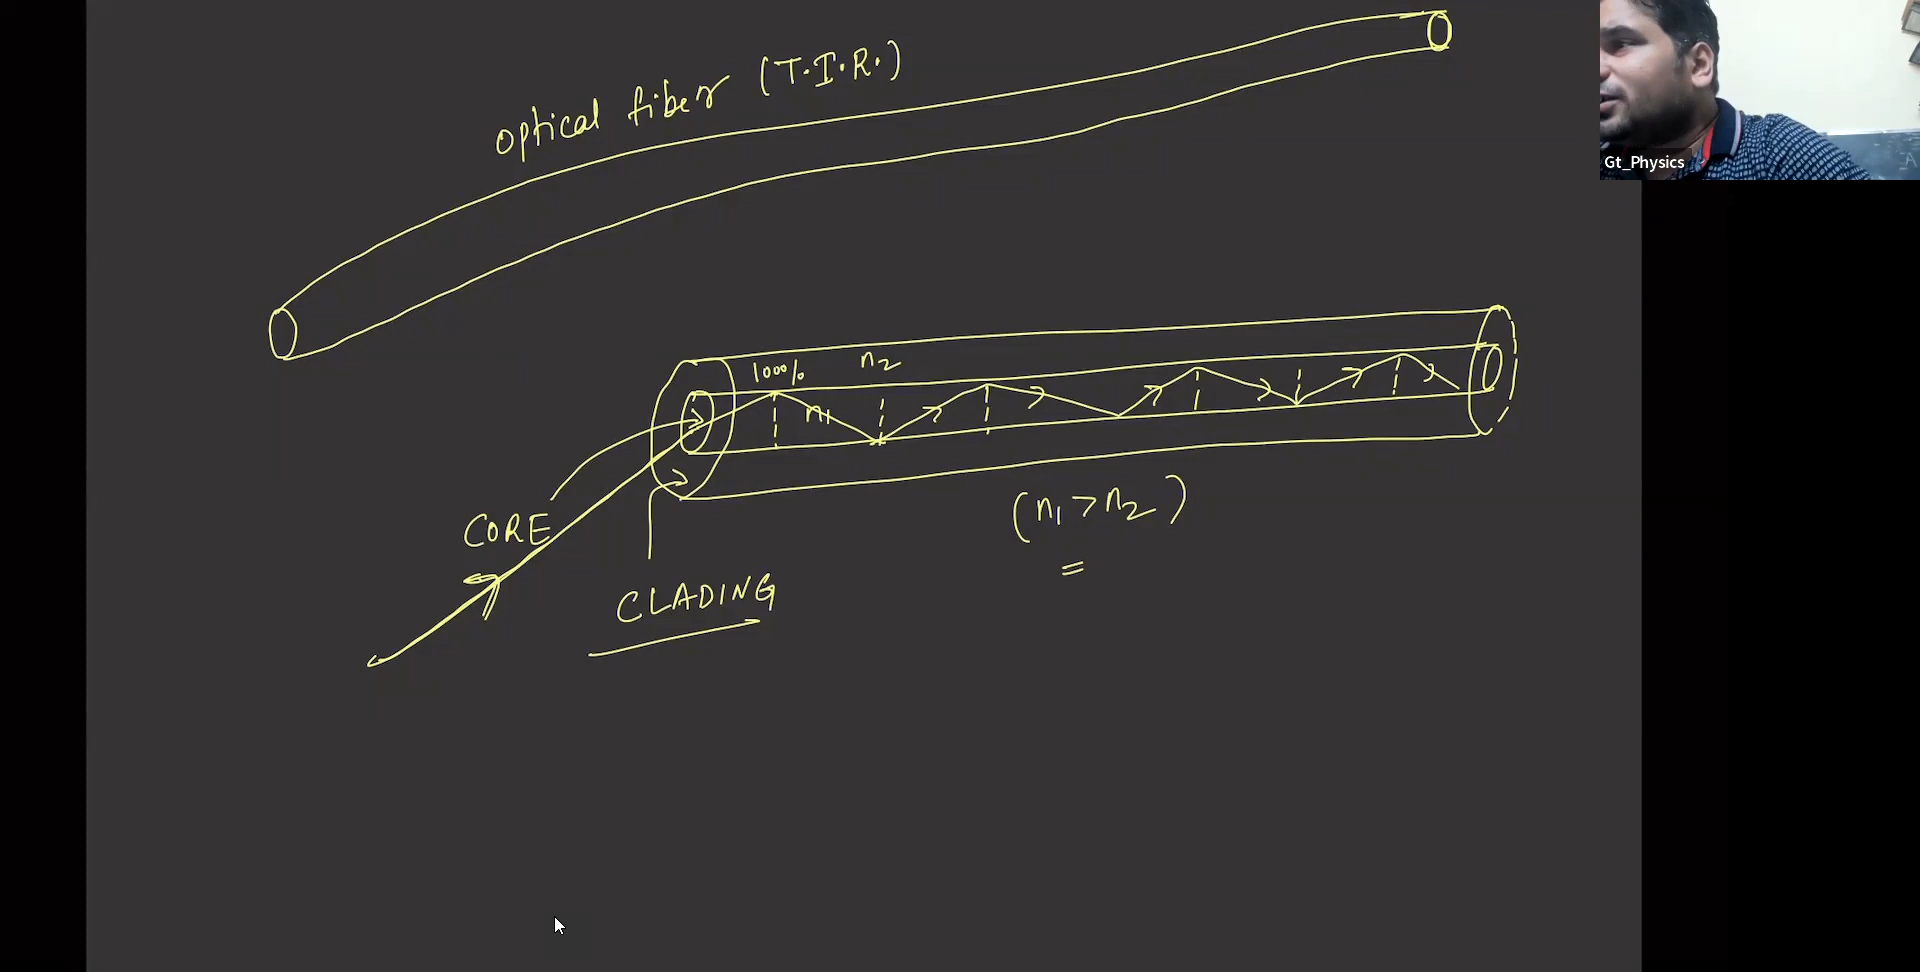 optical fiber (T.I.R.)
Gt_Physics
100% n2
n1
CORE
(n1 > n2)
=
CLADING